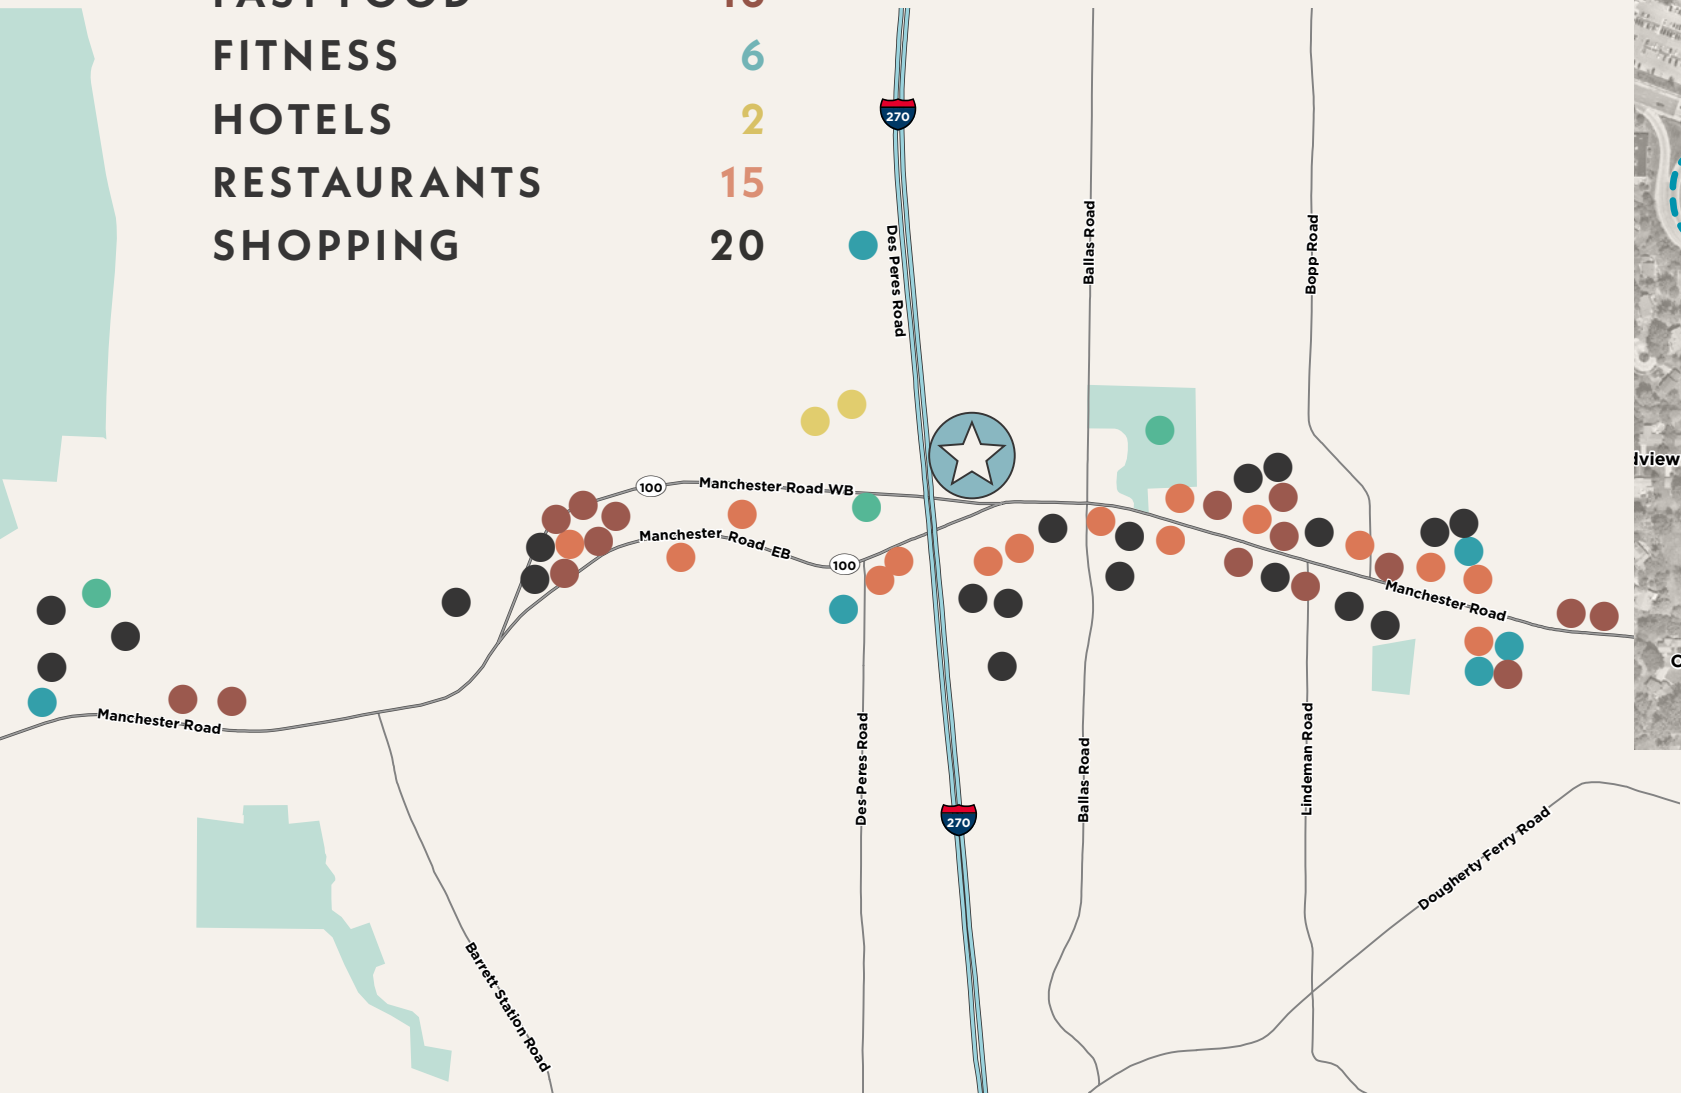 FAST FOOD
FITNESS 6
HOTELS 2
RESTAURANTS 15
SHOPPING 20
270
Des Peres Road
Ballas Road
Bopp Road
100
Manchester Road WB
Manchester Road EB
100
Manchester Road
Manchester Road
Des Peres Road
270
Ballas Road
Lindeman Road
Dougherty Ferry Road
Barrett Station Road